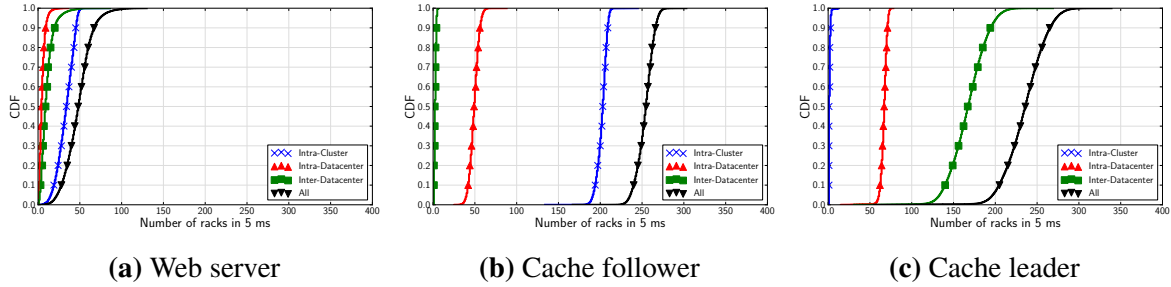 1.0
0.9
0.8
0.7
0.6
0.5
0.4
0.3
0.2
0.1
0.0
CDF
0 50 100 150 200 250 300 350 400
Number of racks in 5 ms
Intra-Cluster
Intra-Datacenter
Inter-Datacenter
All
(a) Web server
1.0
0.9
0.8
0.7
0.6
0.5
0.4
0.3
0.2
0.1
0.0
CDF
0 50 100 150 200 250 300 350 400
Number of racks in 5 ms
Intra-Cluster
Intra-Datacenter
Inter-Datacenter
All
(b) Cache follower
1.0
0.9
0.8
0.7
0.6
0.5
0.4
0.3
0.2
0.1
0.0
CDF
0 50 100 150 200 250 300 350 400
Number of racks in 5 ms
Intra-Cluster
Intra-Datacenter
Inter-Datacenter
All
(c) Cache leader